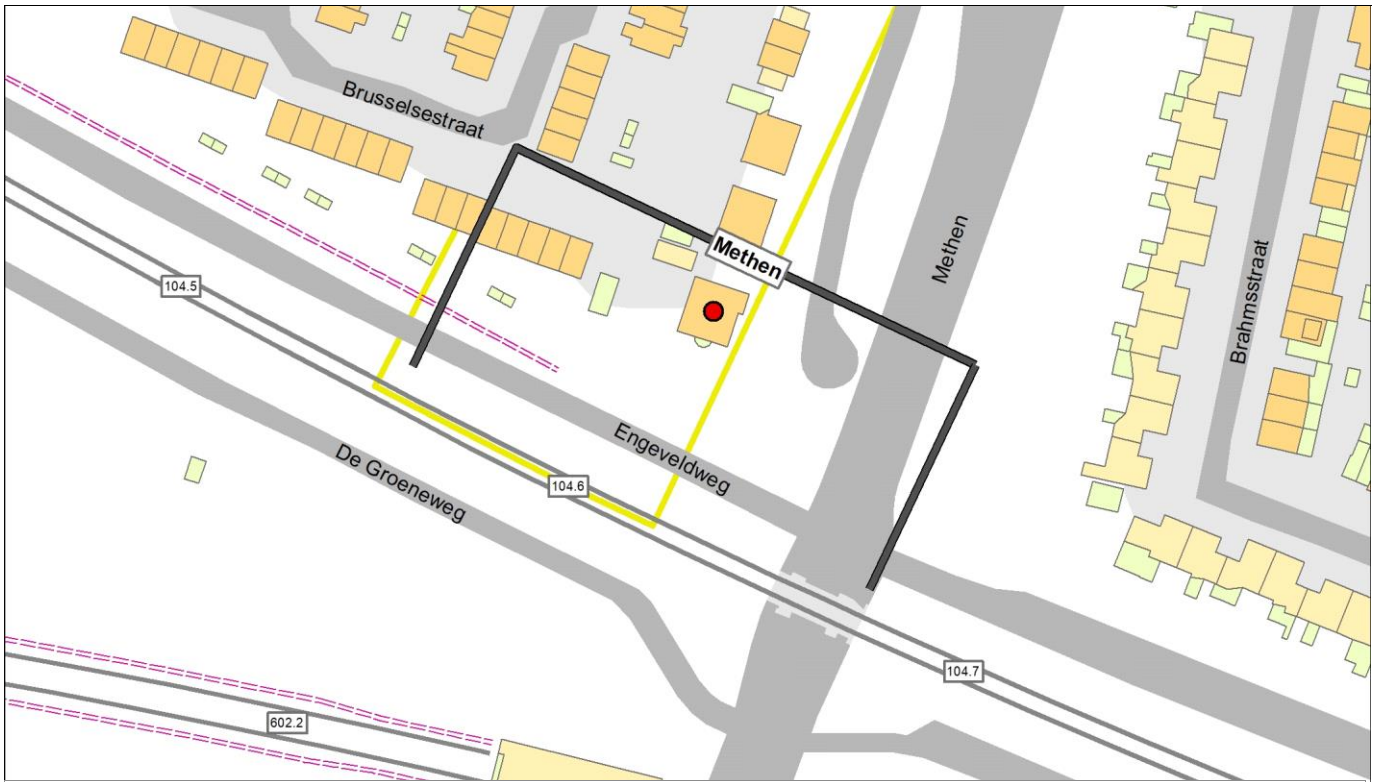 Brusselsestraat
Methen
Methen
Brahmsstraat
104.5
104.6
Engeveldweg
De Groeneweg
104.7
602.2